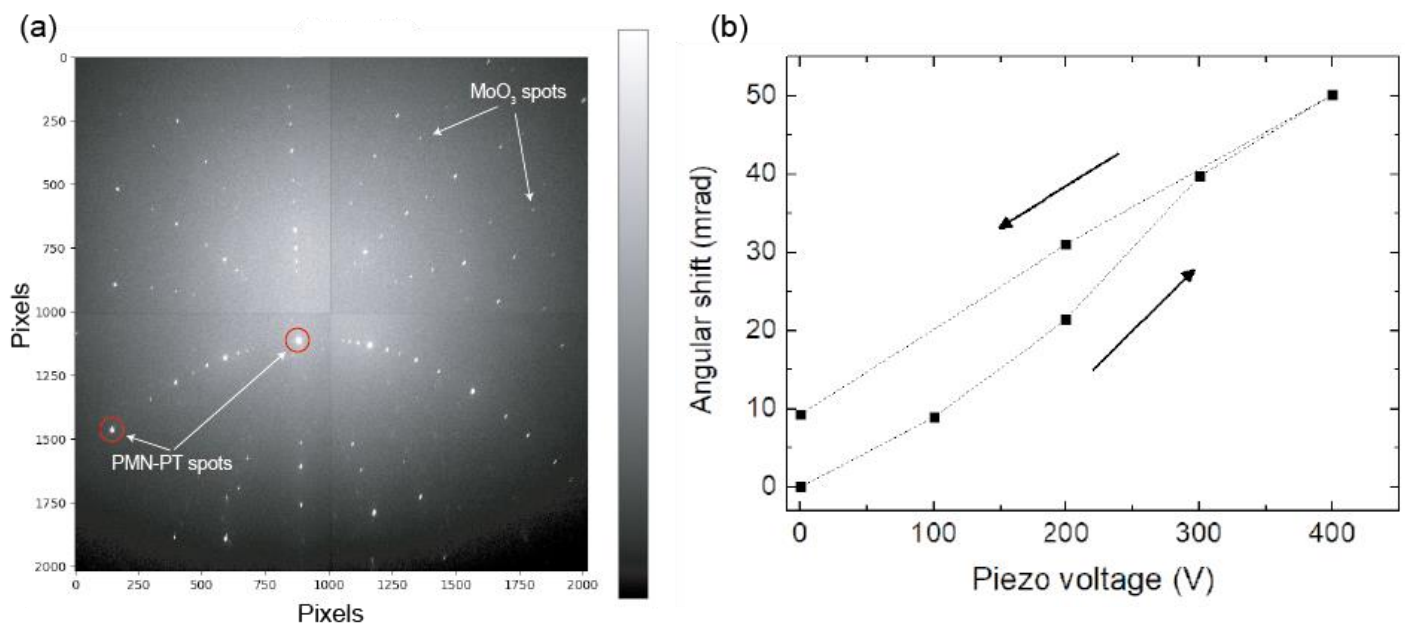 (a)
0
250
500
750
1000
1250
1500
1750
2000
Pixels
MoO₃ spots
PMN-PT spots
0 250 500 750 1000 1250 1500 1750 2000
Pixels
(b)
50
40
30
20
10
0
Angular shift (mrad)
0 100 200 300 400
Piezo voltage (V)